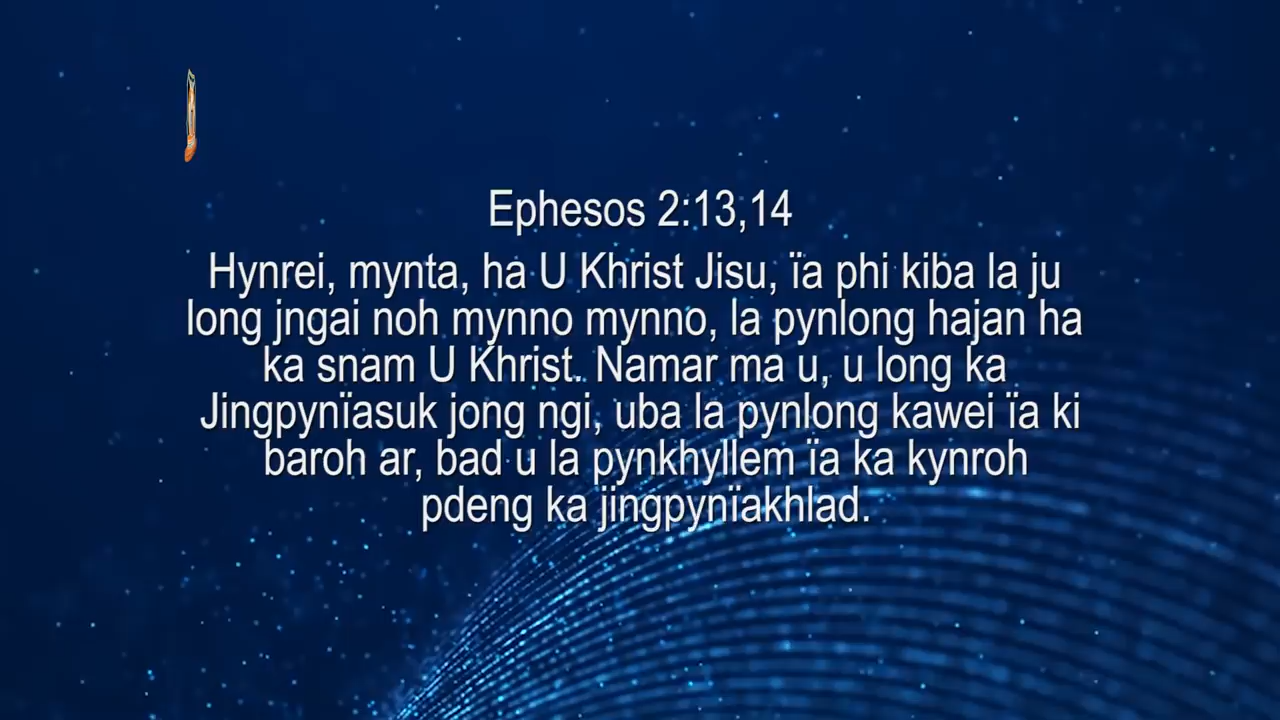 Ephesos 2:13,14
Hynrei, mynta, ha U Khrist Jisu, ïa phi kiba la ju
long jngai noh mynno mynno, la pynlong hajan ha
ka snam U Khrist. Namar ma u, u long ka
Jingpynïasuk jong ngi, uba la pynlong kawei ïa ki
baroh ar, bad u la pynkhyllem ïa ka kynroh
pdeng ka jingpynïakhlad.